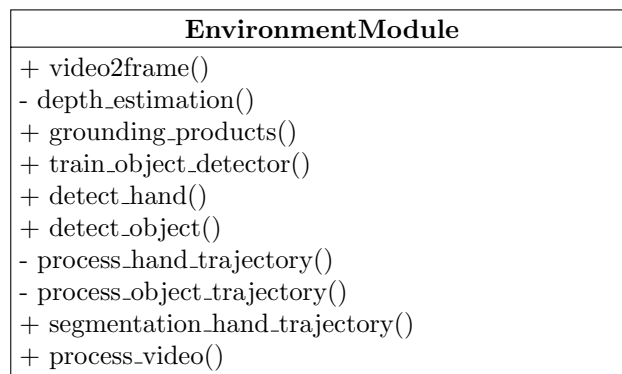 EnvironmentModule
+ video2frame()
- depth_estimation()
+ grounding_products()
+ train_object_detector()
+ detect_hand()
+ detect_object()
- process_hand_trajectory()
- process_object_trajectory()
+ segmentation_hand_trajectory()
+ process_video()